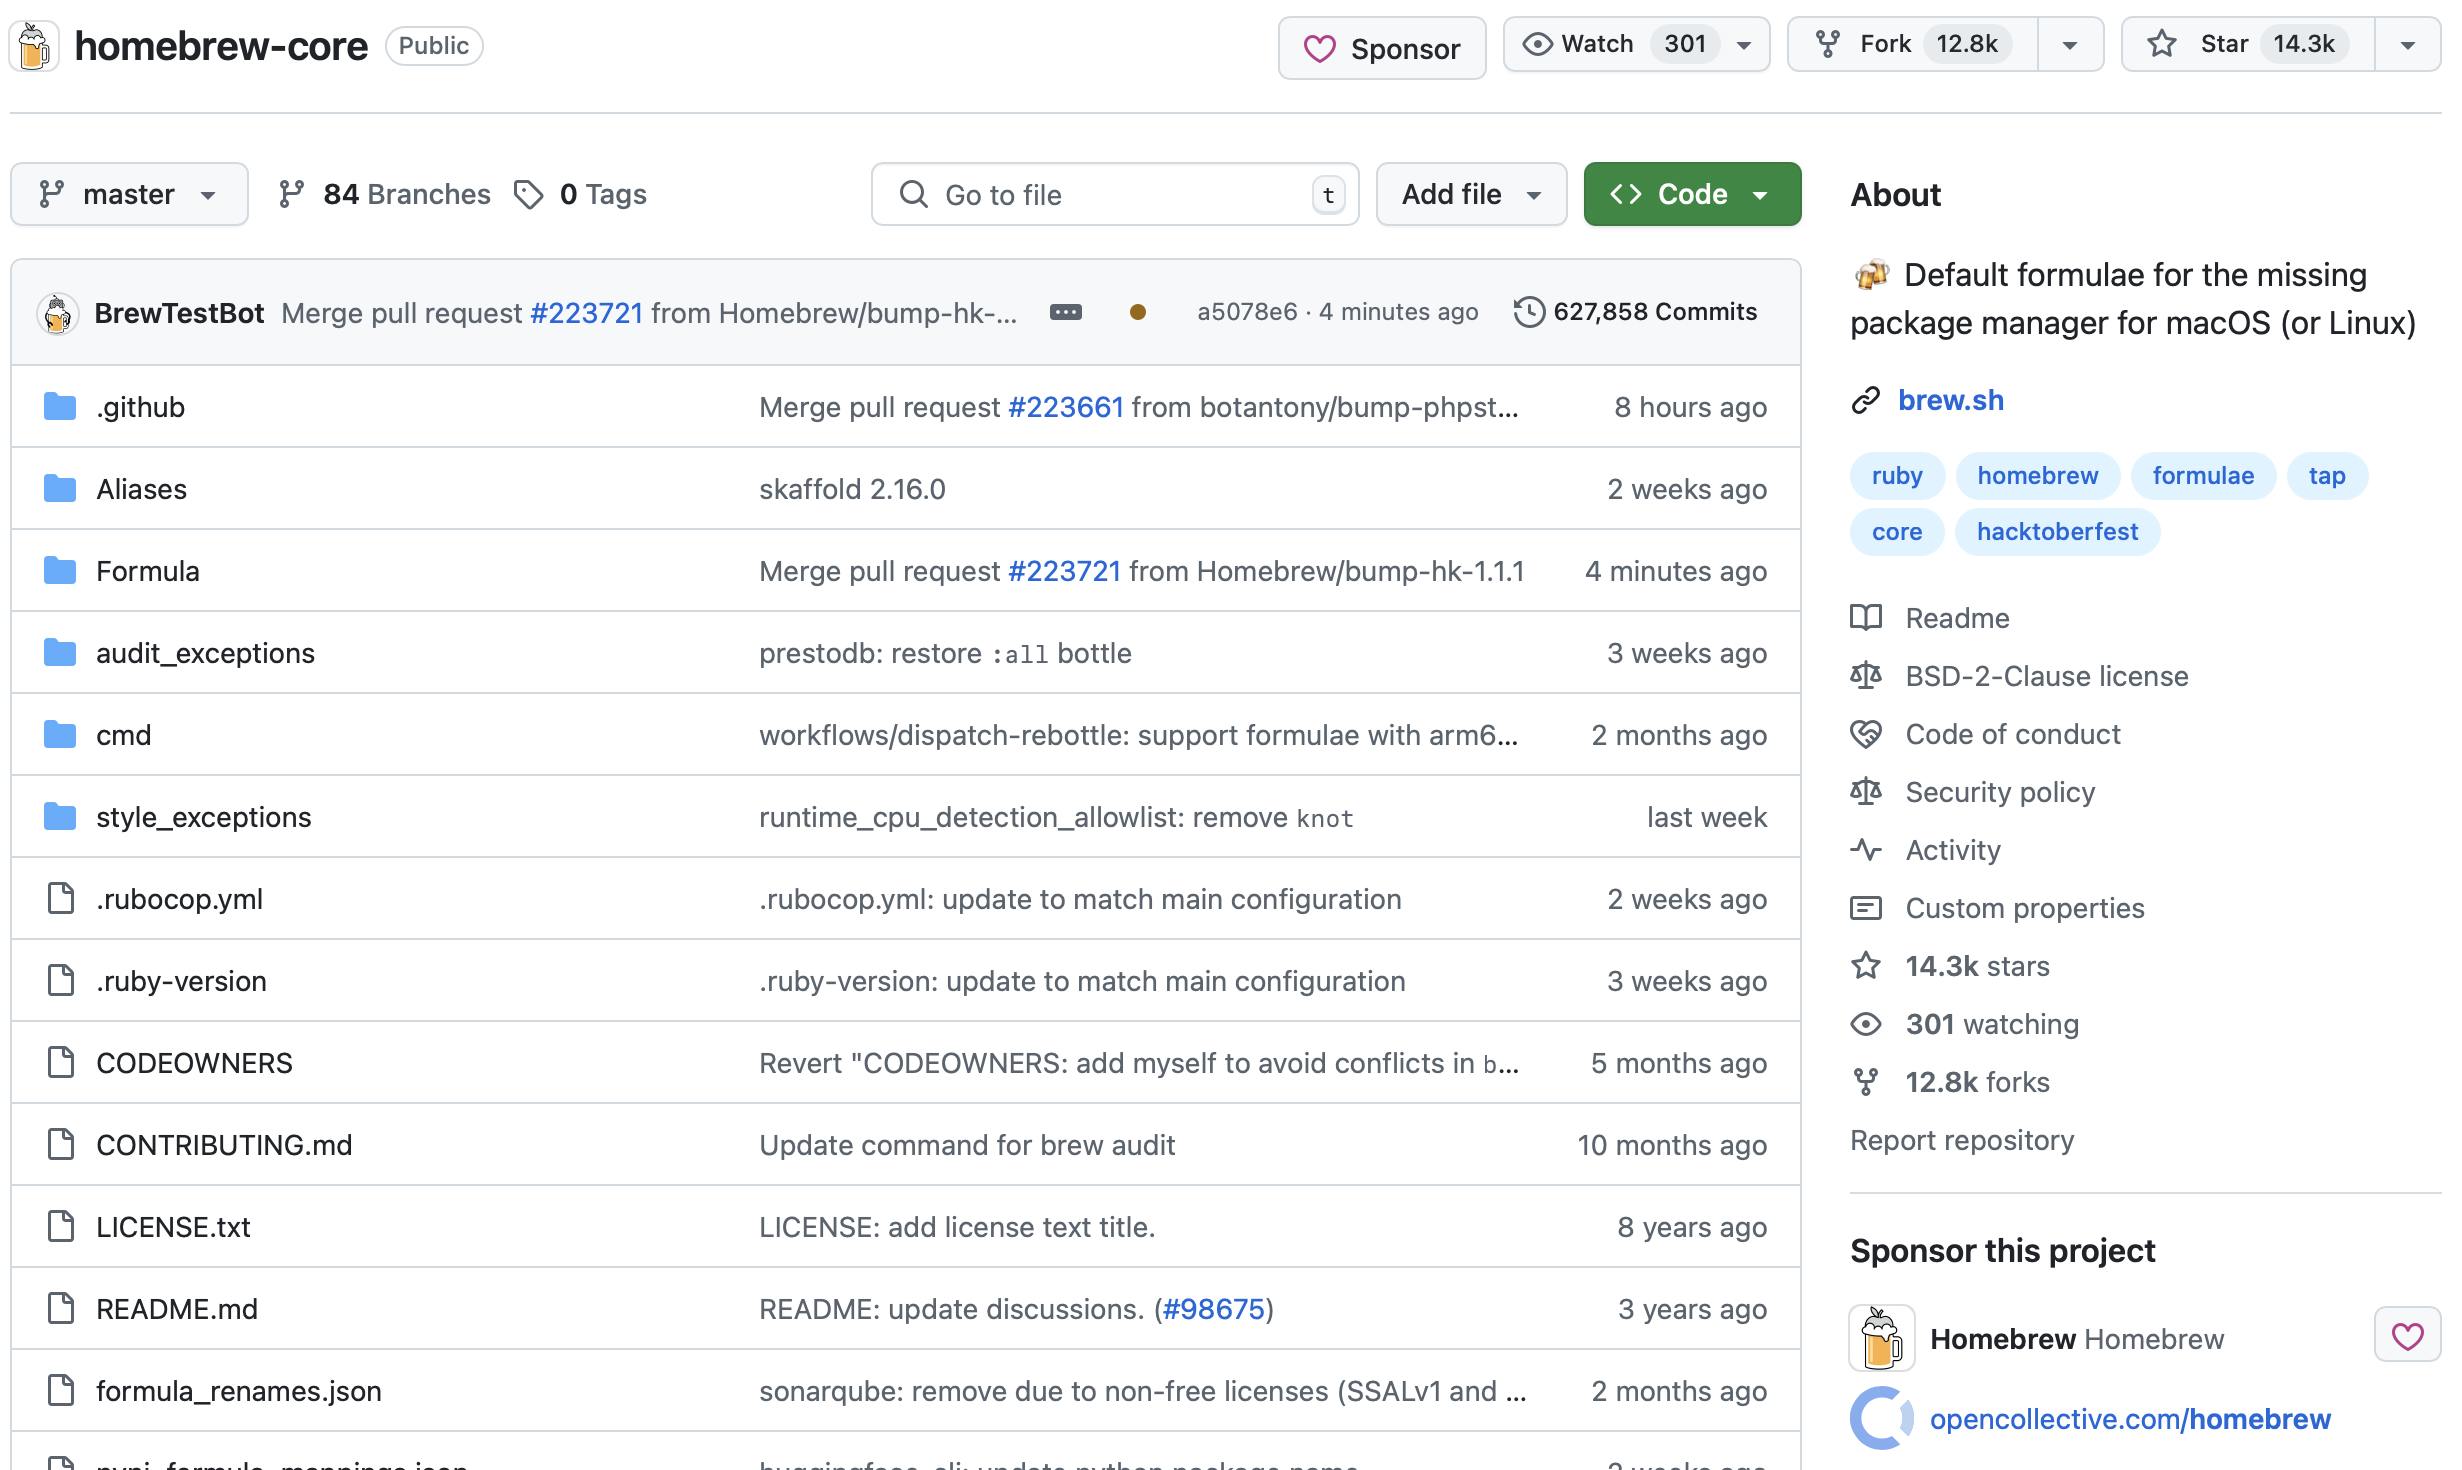 homebrew-core Public Sponsor Watch 301 Fork 12.8k Star 14.3k
master 84 Branches 0 Tags Go to file t Add file Code
BrewTestBot Merge pull request #223721 from Homebrew/bump-hk-... a5078e6 · 4 minutes ago 627,858 Commits
.github Merge pull request #223661 from botantony/bump-phpst... 8 hours ago
Aliases skaffold 2.16.0 2 weeks ago
Formula Merge pull request #223721 from Homebrew/bump-hk-1.1.1 4 minutes ago
audit_exceptions prestodb: restore :all bottle 3 weeks ago
cmd workflows/dispatch-rebottle: support formulae with arm6... 2 months ago
style_exceptions runtime_cpu_detection_allowlist: remove knot last week
.rubocop.yml .rubocop.yml: update to match main configuration 2 weeks ago
.ruby-version .ruby-version: update to match main configuration 3 weeks ago
CODEOWNERS Revert "CODEOWNERS: add myself to avoid conflicts in b... 5 months ago
CONTRIBUTING.md Update command for brew audit 10 months ago
LICENSE.txt LICENSE: add license text title. 8 years ago
README.md README: update discussions. (#98675) 3 years ago
formula_renames.json sonarqube: remove due to non-free licenses (SSALv1 and ... 2 months ago
About
🍻 Default formulae for the missing
package manager for macOS (or Linux)
brew.sh
ruby homebrew formulae tap
core hacktoberfest
Readme
BSD-2-Clause license
Code of conduct
Security policy
Activity
Custom properties
14.3k stars
301 watching
12.8k forks
Report repository
Sponsor this project
Homebrew Homebrew
opencollective.com/homebrew